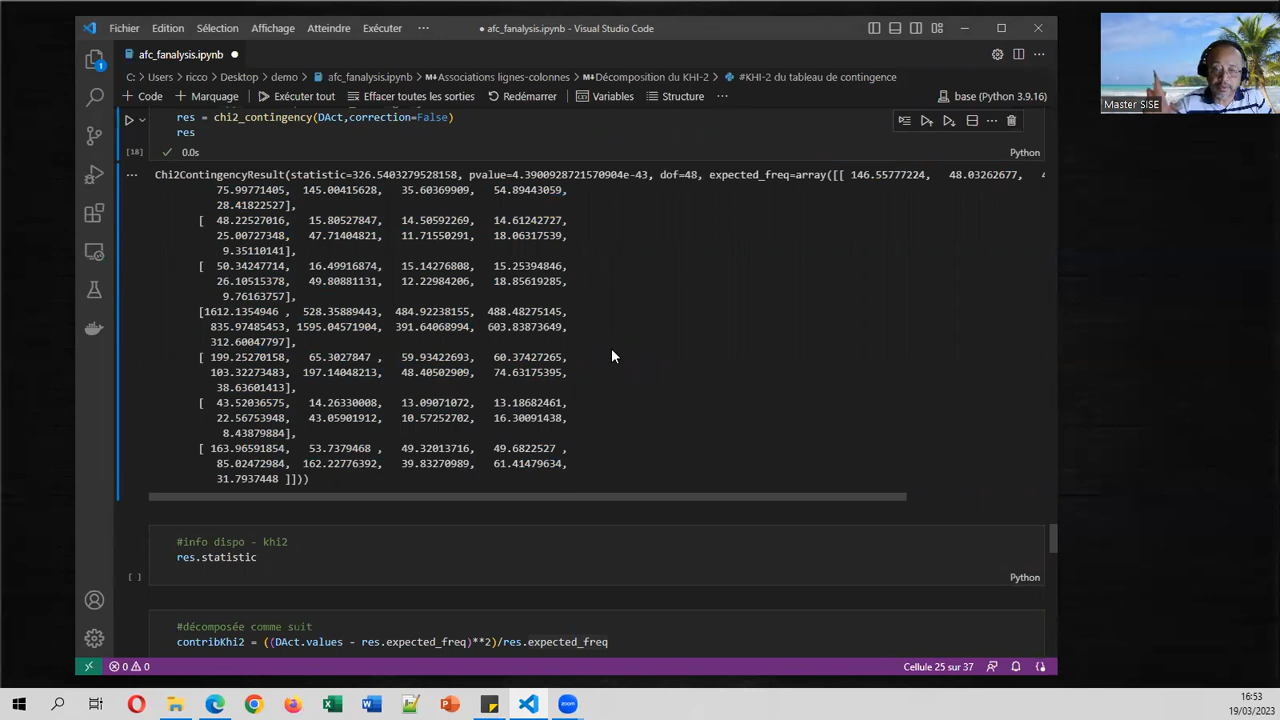 Fichier Edition Sélection Affichage Atteindre Exécuter ··· ● afc_fanalysis.ipynb - Visual Studio Code
afc_fanalysis.ipynb ●
C: > Users > ricco > Desktop > demo > afc_fanalysis.ipynb > M↓Associations lignes-colonnes > M↓Décomposition du KHI-2 > #KHI-2 du tableau de contingence
+ Code + Marquage Exécuter tout Effacer toutes les sorties Redémarrer Variables Structure ··· base (Python 3.9.16)
res = chi2_contingency(DAct,correction=False)
res
[18] ✓ 0.0s Python
··· Chi2ContingencyResult(statistic=326.5403279528158, pvalue=4.3900928721570904e-43, dof=48, expected_freq=array([[ 146.55777224, 48.03262677, 4
75.99771405, 145.00415628, 35.60369909, 54.89443059,
28.41822527],
[ 48.22527016, 15.80527847, 14.50592269, 14.61242727,
25.00727348, 47.71404821, 11.71550291, 18.06317539,
9.35110141],
[ 50.34247714, 16.49916874, 15.14276808, 15.25394846,
26.10515378, 49.80881131, 12.22984206, 18.85619285,
9.76163757],
[1612.1354946 , 528.35889443, 484.92238155, 488.48275145,
835.97485453, 1595.04571904, 391.64068994, 603.83873649,
312.60047797],
[ 199.25270158, 65.3027847 , 59.93422693, 60.37427265,
103.32273483, 197.14048213, 48.40502909, 74.63175395,
38.63601413],
[ 43.52036575, 14.26330008, 13.09071072, 13.18682461,
22.56753948, 43.05901912, 10.57252702, 16.30091438,
8.43879884],
[ 163.96591854, 53.7379468 , 49.32013716, 49.6822527 ,
85.02472984, 162.22776392, 39.83270989, 61.41479634,
31.7937448 ]]))
#info dispo - khi2
res.statistic
[ ] Python
#décomposée comme suit
contribKhi2 = ((DAct.values - res.expected_freq)**2)/res.expected_freq
0 0 Cellule 25 sur 37
16:53
19/03/2023
Master SISE